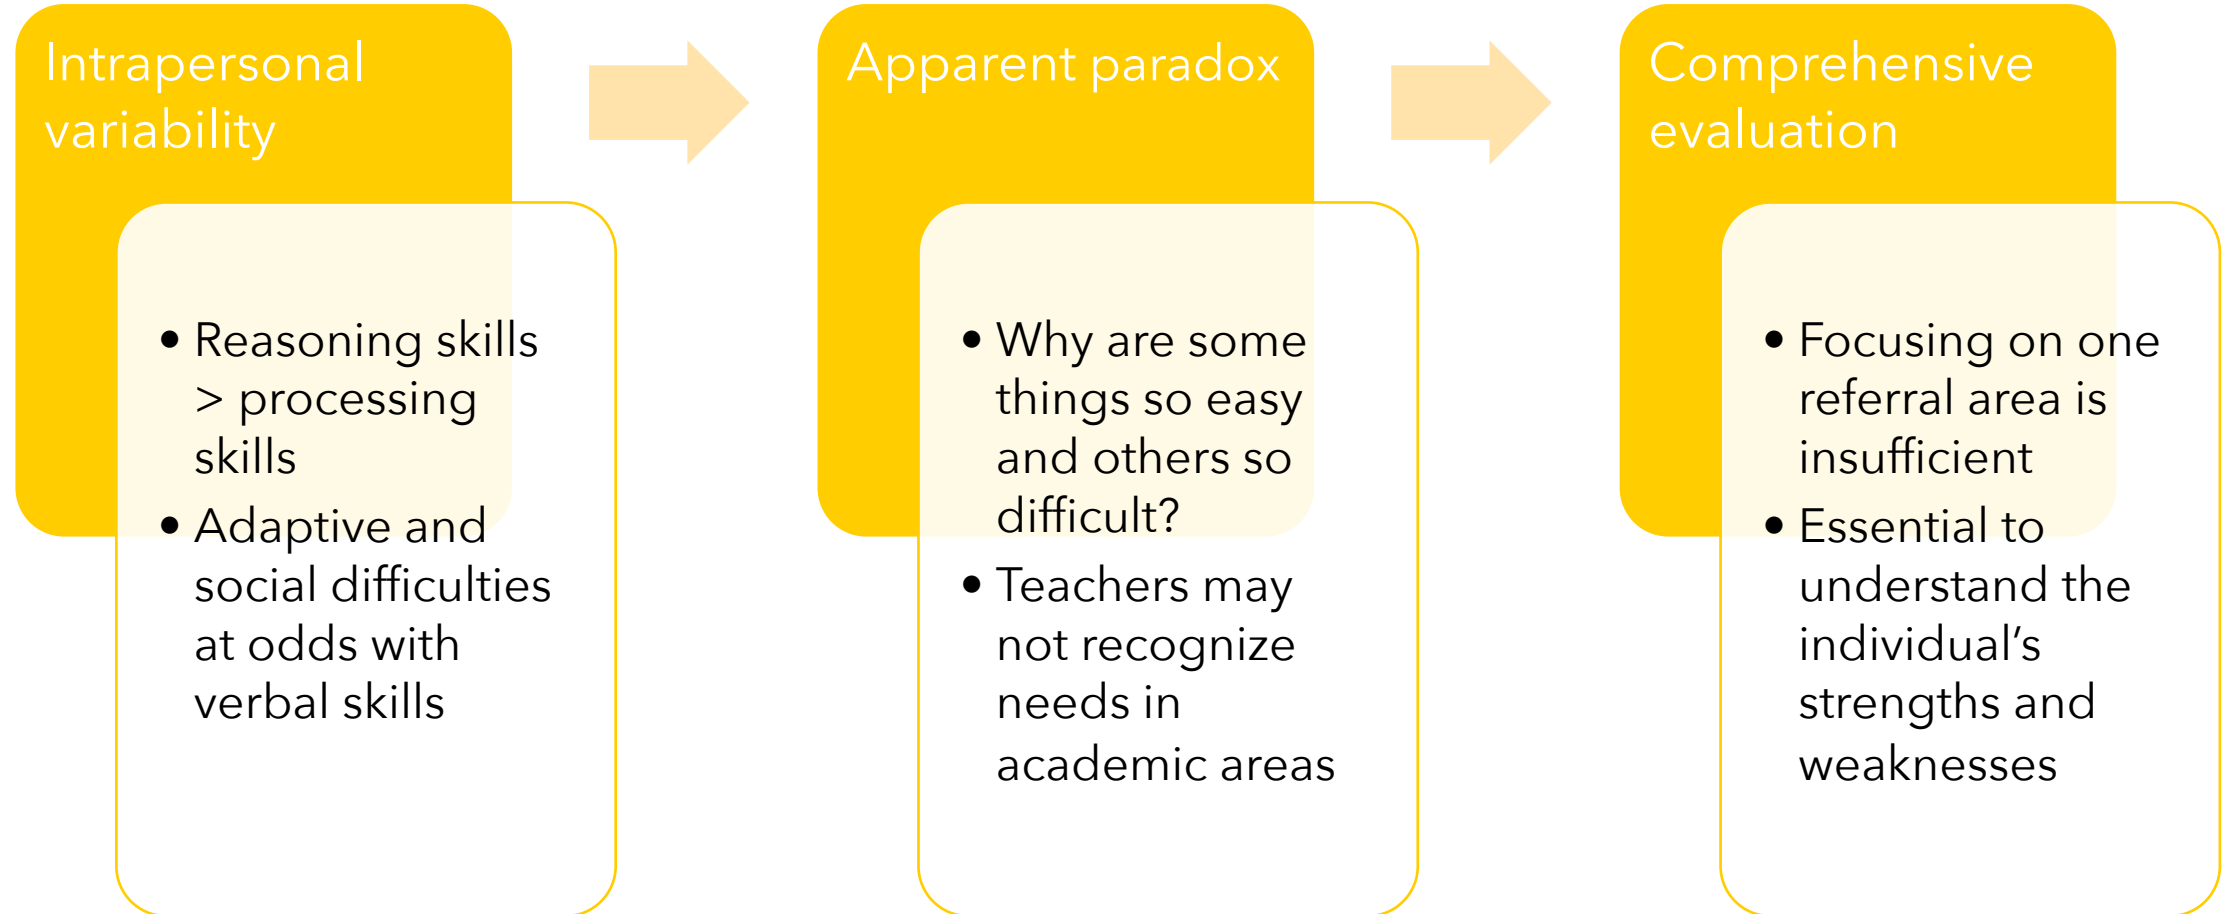 Intrapersonal
variability
• Reasoning skills
> processing
skills
• Adaptive and
social difficulties
at odds with
verbal skills
Apparent paradox
• Why are some
things so easy
and others so
difficult?
• Teachers may
not recognize
needs in
academic areas
Comprehensive
evaluation
• Focusing on one
referral area is
insufficient
• Essential to
understand the
individual’s
strengths and
weaknesses